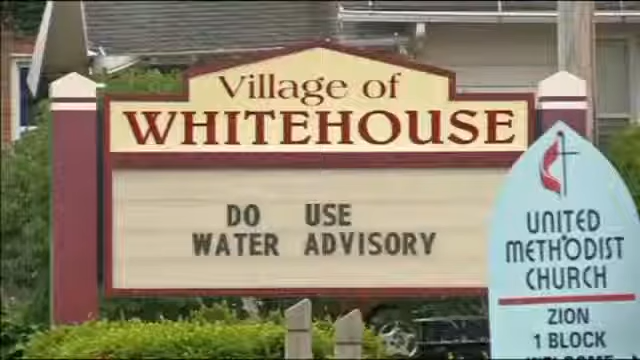 Village of
WHITEHOUSE
DO USE
WATER ADVISORY
UNITED
METHODIST
CHURCH
ZION
1 BLOCK